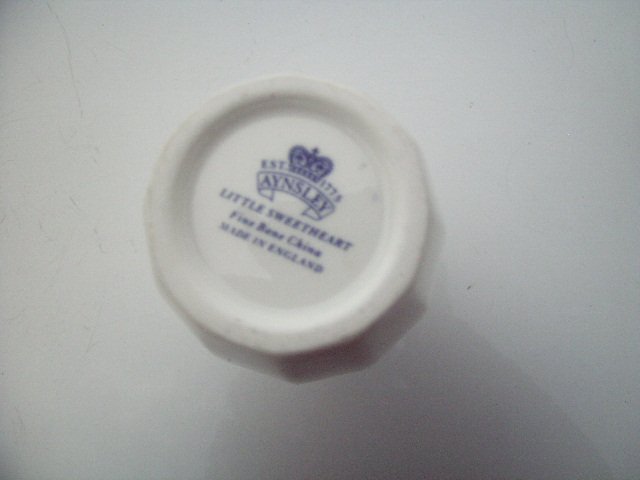 EST. 1775
AYNSLEY
LITTLE SWEETHEART
Fine Bone China
MADE IN ENGLAND